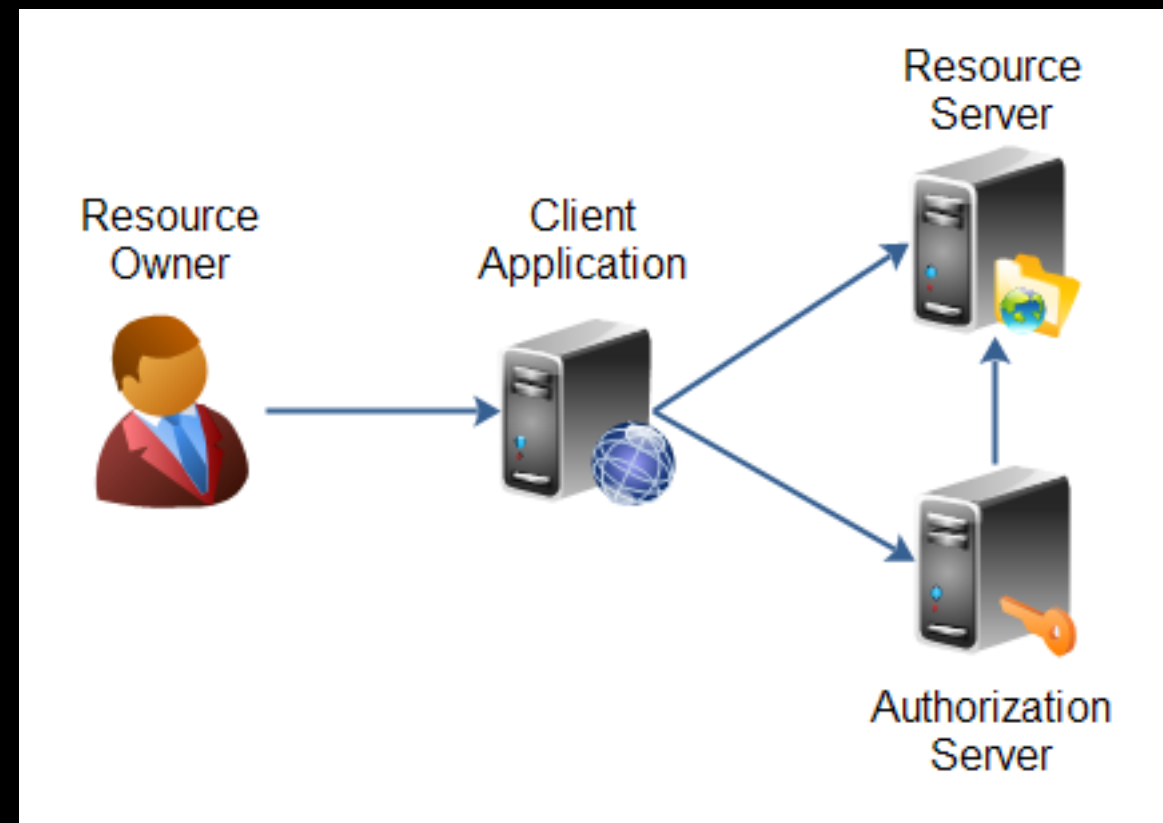 Resource
Owner
Client
Application
Resource
Server
Authorization
Server